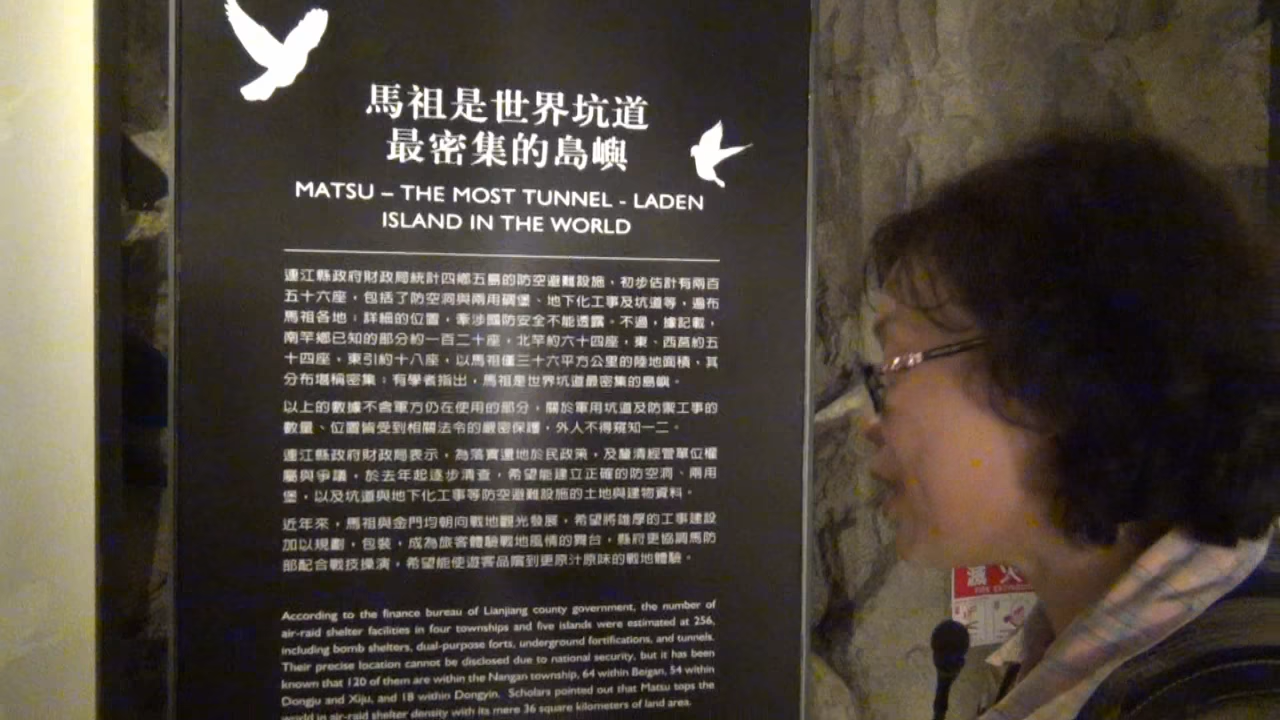 馬祖是世界坑道
最密集的島嶼
MATSU – THE MOST TUNNEL - LADEN
ISLAND IN THE WORLD
連江縣政府財政局統計四鄉五島的防空避難設施，初步估計有兩百
五十六座，包括了防空洞與兩用碉堡、地下化工事及坑道等，遍布
馬祖各地；詳細的位置，牽涉國防安全不能透露。不過，據記載，
南竿鄉已知的部分約一百二十座，北竿約六十四座，東、西莒約五
十四座，東引約十八座，以馬祖僅三十六平方公里的陸地面積，其
分布堪稱密集；有學者指出，馬祖是世界坑道最密集的島嶼。
以上的數據不含軍方仍在使用的部分，關於軍用坑道及防禦工事的
數量、位置皆受到相關法令的嚴密保護，外人不得窺知一二。
連江縣政府財政局表示，為落實還地於民政策，及釐清經管單位權
屬與爭議，於去年起逐步清查，希望能建立正確的防空洞、兩用
堡，以及坑道與地下化工事等防空避難設施的土地與建物資料。
近年來，馬祖與金門均朝向戰地觀光發展，希望將雄厚的工事建設
加以規劃，包裝，成為旅客體驗戰地風情的舞台，縣府更協調馬防
部配合戰技操演，希望能使遊客品嚐到更原汁原味的戰地體驗。
According to the finance bureau of Lianjiang county government, the number of
air-raid shelter facilities in four townships and five islands were estimated at 256,
including bomb shelters, dual-purpose forts, underground fortifications, and tunnels.
Their precise location cannot be disclosed due to national security, but it has been
known that 120 of them are within the Nangan township, 64 within Beigan, 54 within
Dongju and Xiju, and 18 within Dongyin. Scholars pointed out that Matsu tops the
world in air-raid shelter density with its mere 36 square kilometers of land area.
滅火